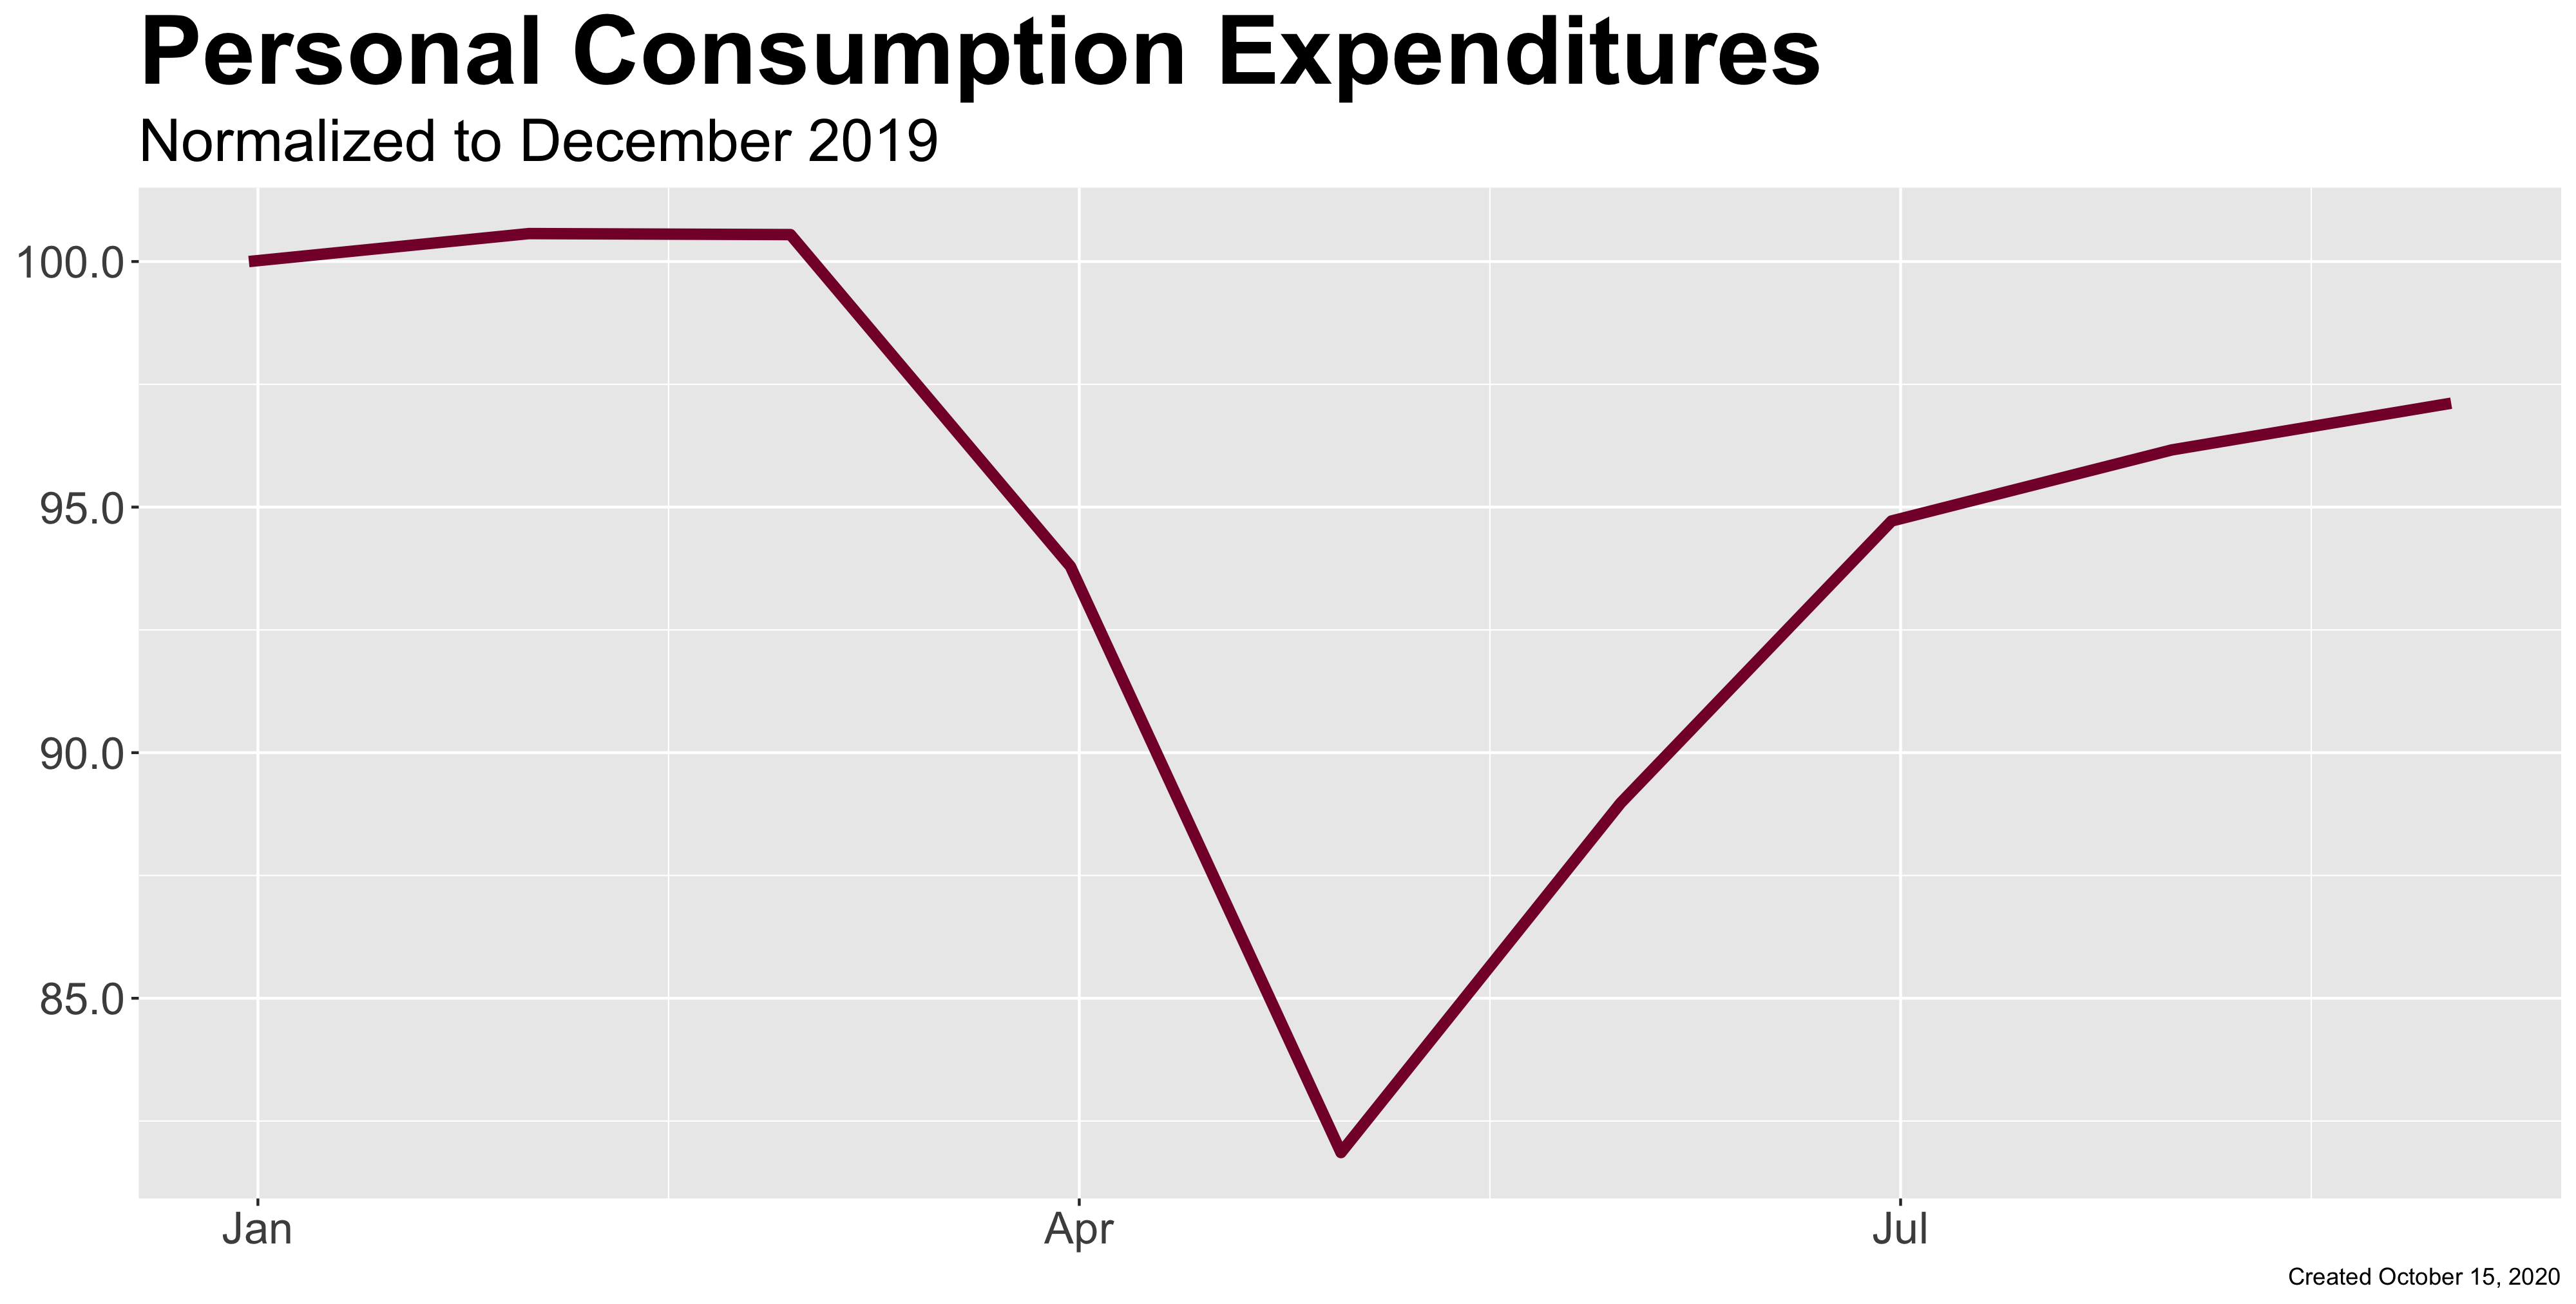 Personal Consumption Expenditures
Normalized to December 2019
100.0
95.0
90.0
85.0
Jan Apr Jul
Created October 15, 2020